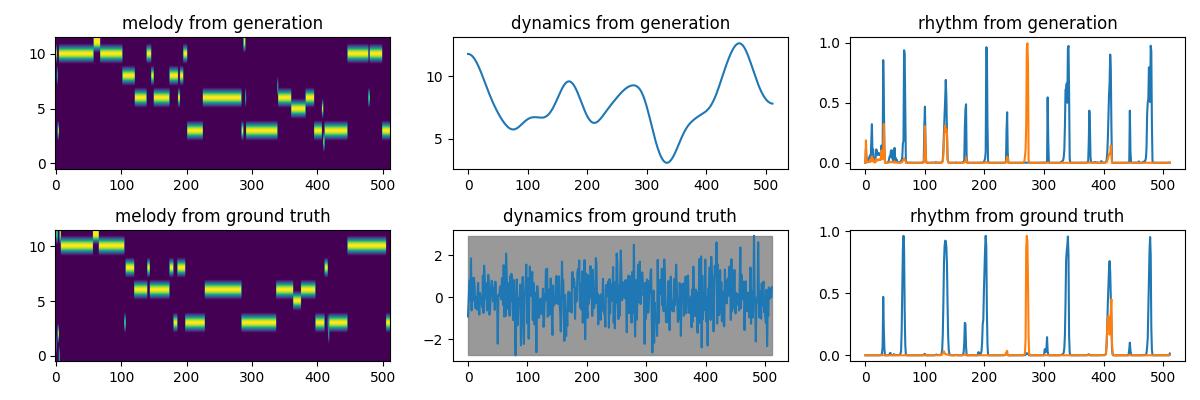 melody from generation
10
5
0
0 100 200 300 400 500
dynamics from generation
10
5
0 100 200 300 400 500
rhythm from generation
1.0
0.5
0.0
0 100 200 300 400 500
melody from ground truth
10
5
0
0 100 200 300 400 500
dynamics from ground truth
2
0
−2
0 100 200 300 400 500
rhythm from ground truth
1.0
0.5
0.0
0 100 200 300 400 500